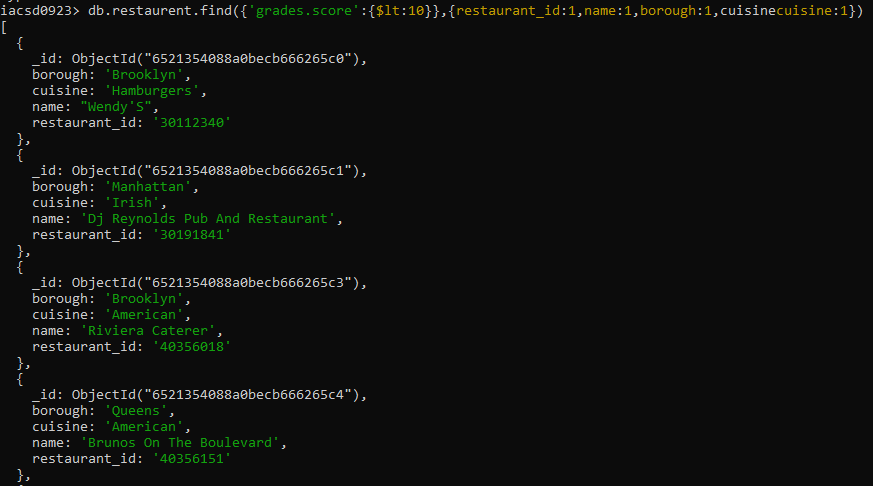 iacsd0923> db.restaurent.find({'grades.score':{$lt:10}},{restaurant_id:1,name:1,borough:1,cuisinecuisine:1})
[
  {
    _id: ObjectId("6521354088a0becb666265c0"),
    borough: 'Brooklyn',
    cuisine: 'Hamburgers',
    name: "Wendy'S",
    restaurant_id: '30112340'
  },
  {
    _id: ObjectId("6521354088a0becb666265c1"),
    borough: 'Manhattan',
    cuisine: 'Irish',
    name: 'Dj Reynolds Pub And Restaurant',
    restaurant_id: '30191841'
  },
  {
    _id: ObjectId("6521354088a0becb666265c3"),
    borough: 'Brooklyn',
    cuisine: 'American',
    name: 'Riviera Caterer',
    restaurant_id: '40356018'
  },
  {
    _id: ObjectId("6521354088a0becb666265c4"),
    borough: 'Queens',
    cuisine: 'American',
    name: 'Brunos On The Boulevard',
    restaurant_id: '40356151'
  },